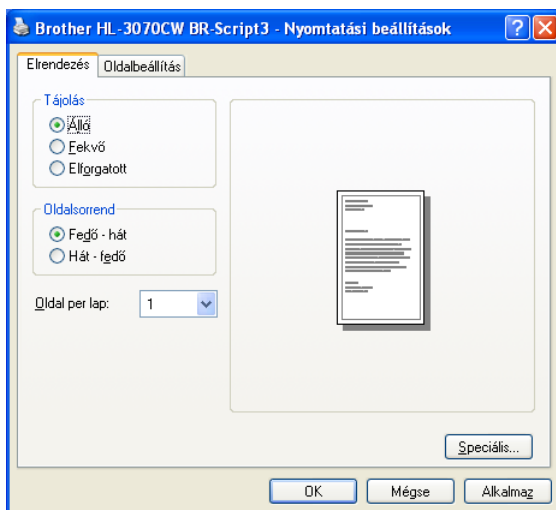 Brother HL-3070CW BR-Script3 - Nyomtatási beállítások
Elrendezés Oldalbeállítás
Tájolás
Álló
Fekvő
Elforgatott
Oldalsorrend
Fedő - hát
Hát - fedő
Oldal per lap: 1
Speciális...
OK Mégse Alkalmaz